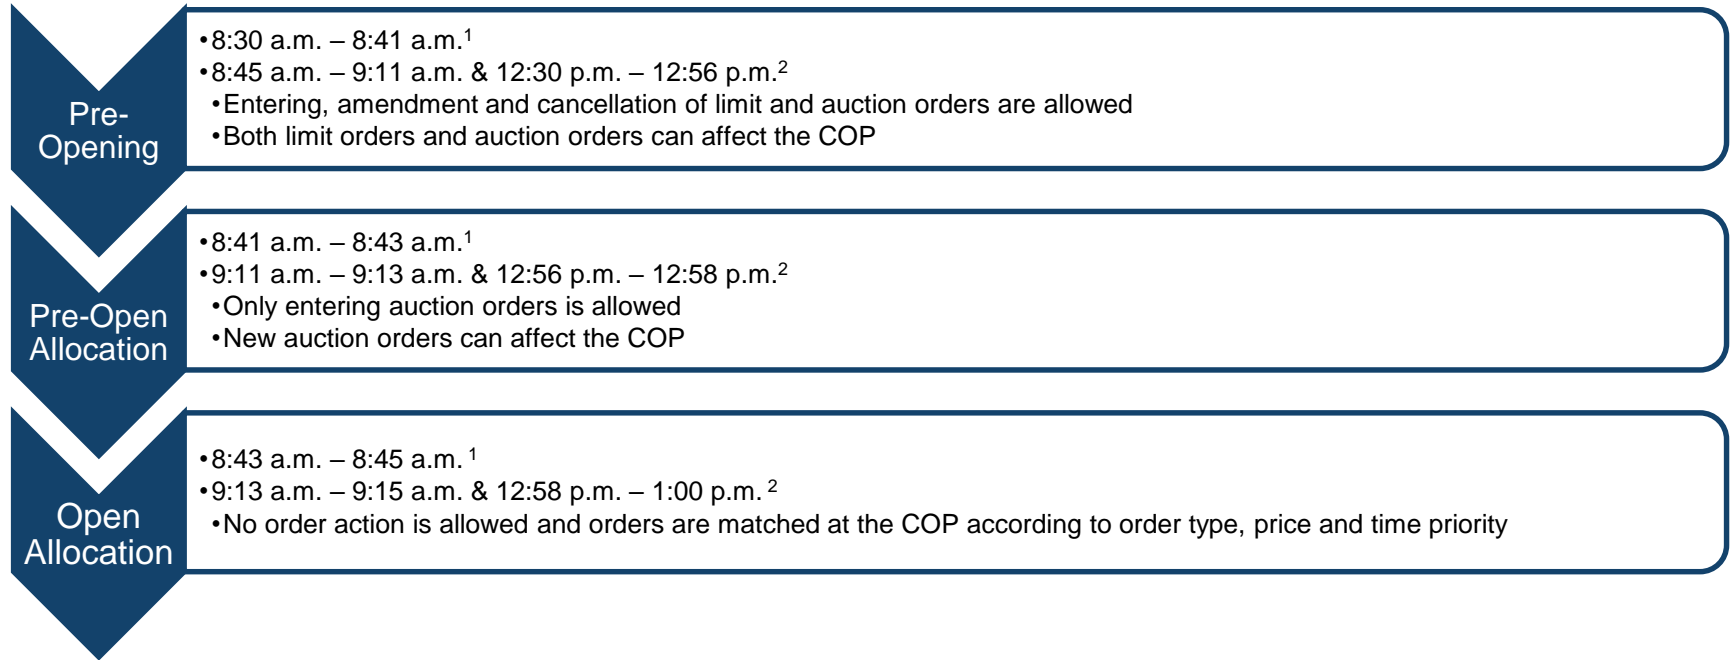 Pre-
Opening
•8:30 a.m. – 8:41 a.m.¹
•8:45 a.m. – 9:11 a.m. & 12:30 p.m. – 12:56 p.m.²
•Entering, amendment and cancellation of limit and auction orders are allowed
•Both limit orders and auction orders can affect the COP
Pre-Open
Allocation
•8:41 a.m. – 8:43 a.m.¹
•9:11 a.m. – 9:13 a.m. & 12:56 p.m. – 12:58 p.m.²
•Only entering auction orders is allowed
•New auction orders can affect the COP
Open
Allocation
•8:43 a.m. – 8:45 a.m. ¹
•9:13 a.m. – 9:15 a.m. & 12:58 p.m. – 1:00 p.m. ²
•No order action is allowed and orders are matched at the COP according to order type, price and time priority